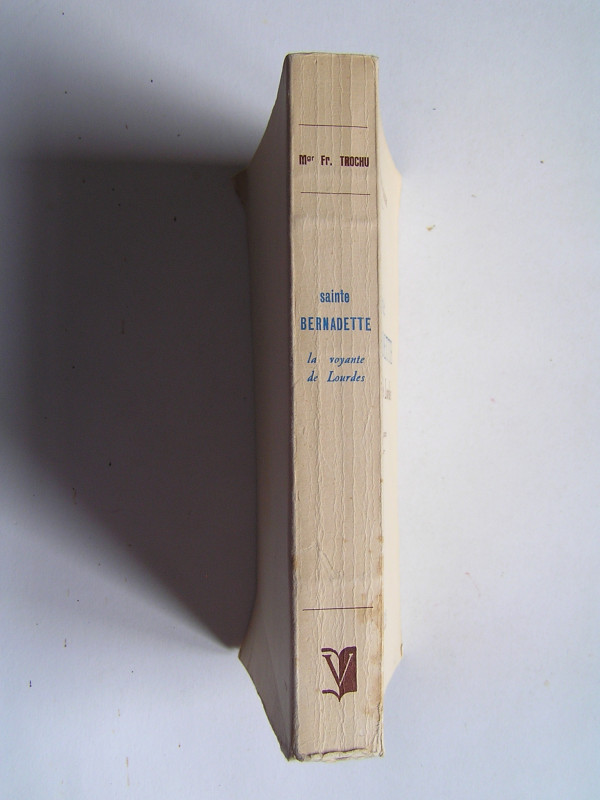 Mgr Fr. TROCHU
sainte
BERNADETTE
la voyante
de Lourdes
V